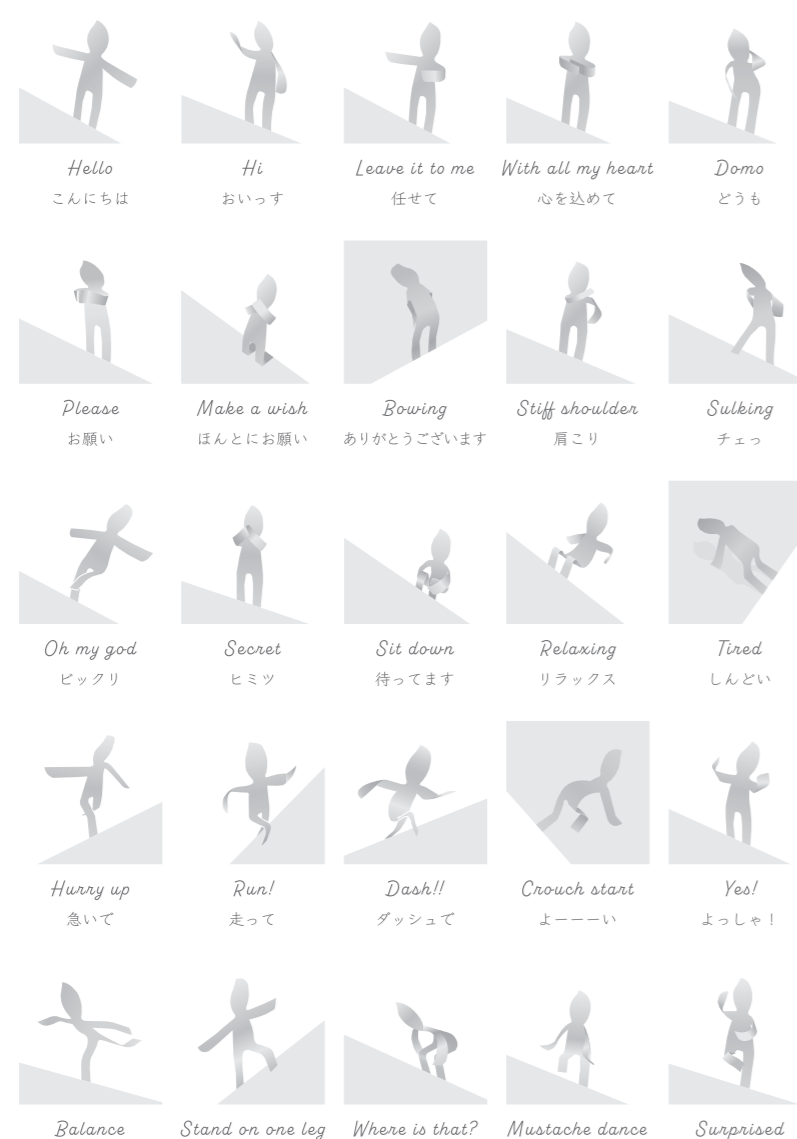 Hello
こんにちは
Hi
おいっす
Leave it to me
任せて
With all my heart
心を込めて
Domo
どうも
Please
お願い
Make a wish
ほんとにお願い
Bowing
ありがとうございます
Stiff shoulder
肩こり
Sulking
チェっ
Oh my god
ビックリ
Secret
ヒミツ
Sit down
待ってます
Relaxing
リラックス
Tired
しんどい
Hurry up
急いで
Run!
走って
Dash!!
ダッシュで
Crouch start
よーーーい
Yes!
よっしゃ！
Balance
Stand on one leg
Where is that?
Mustache dance
Surprised